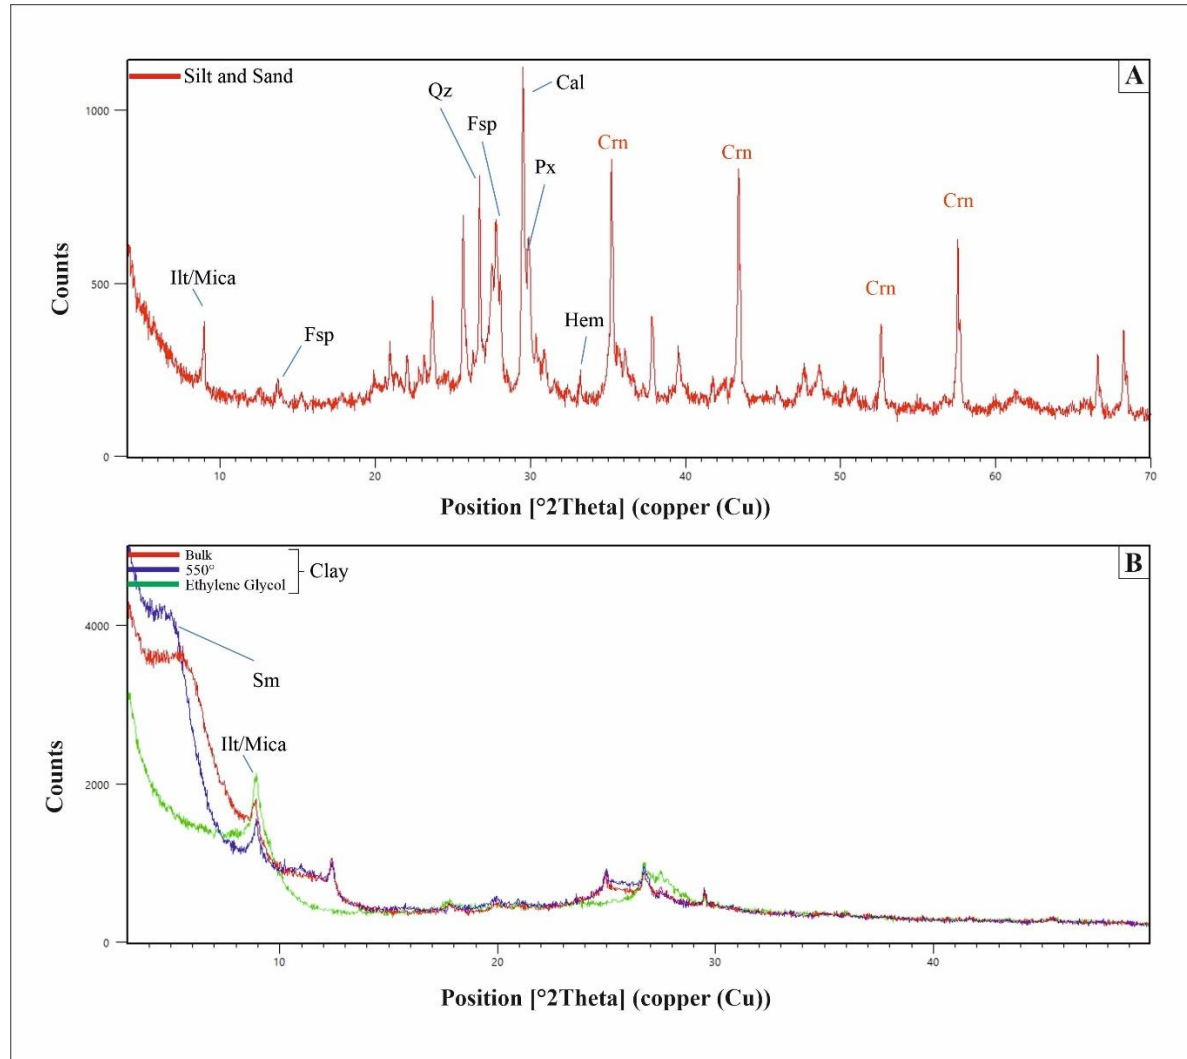 Silt and Sand
A
Qz
Cal
Fsp
Px
Crn
Crn
Crn
Crn
Ilt/Mica
Fsp
Hem
1000
500
0
Counts
10 20 30 40 50 60 70
Position [°2Theta] (copper (Cu))
Bulk
550°
Ethylene Glycol
Clay
B
Sm
Ilt/Mica
4000
2000
0
Counts
10 20 30 40
Position [°2Theta] (copper (Cu))